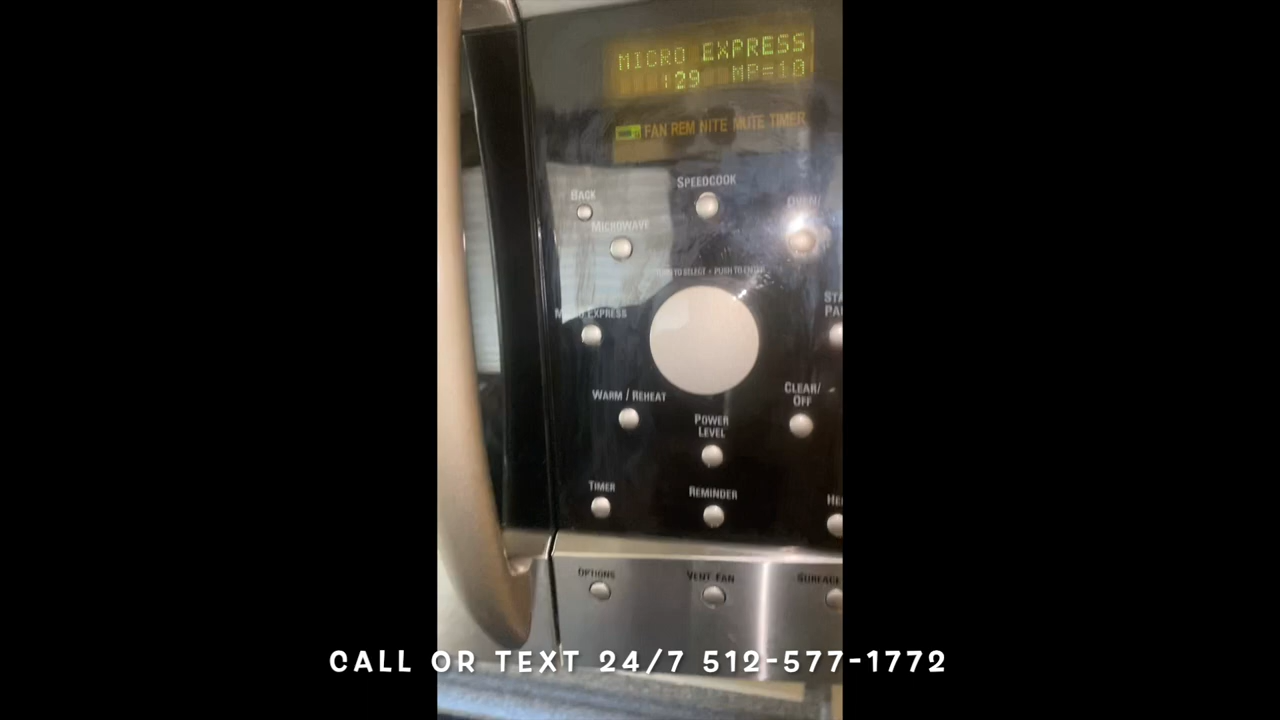 MICRO EXPRESS
:29 MP=10
FAN REM NITE MUTE TIMER
SPEEDCOOK
BACK
MICROWAVE
TURN TO SELECT • PUSH TO ENTER
EXPRESS
WARM / REHEAT
CLEAR/
OFF
POWER
LEVEL
TIMER
REMINDER
OPTIONS
VENT FAN
SURFACE
CALL OR TEXT 24/7 512-577-1772